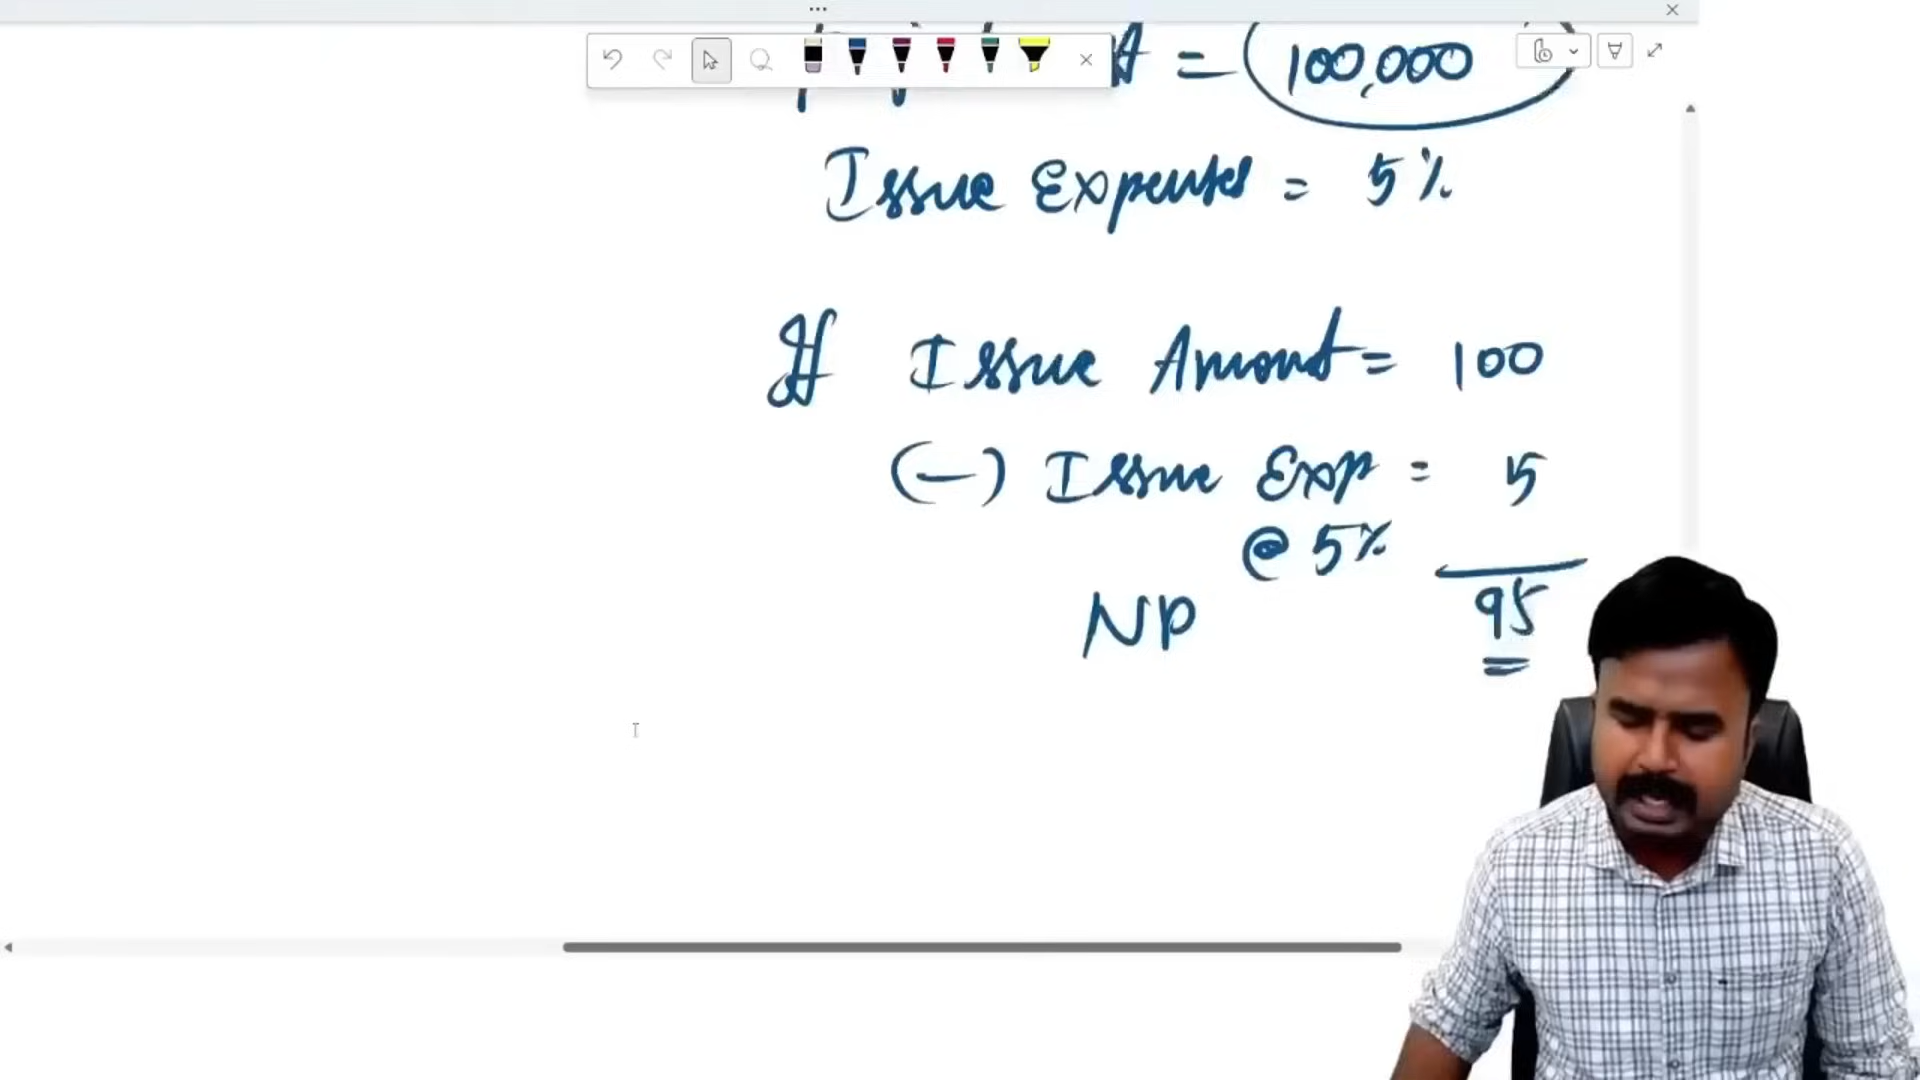 = 100,000
Issue Expenses = 5%
If Issue Amount = 100
(-) Issue Exp = 5
@ 5%
95
NP